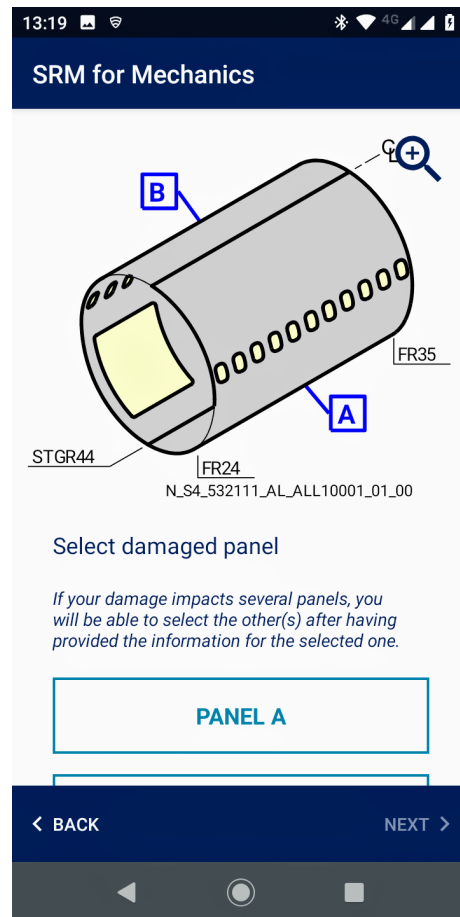 13:19
4G
SRM for Mechanics
CL
B
FR35
A
STGR44
FR24
N_S4_532111_AL_ALL10001_01_00
Select damaged panel
If your damage impacts several panels, you
will be able to select the other(s) after having
provided the information for the selected one.
PANEL A
BACK
NEXT